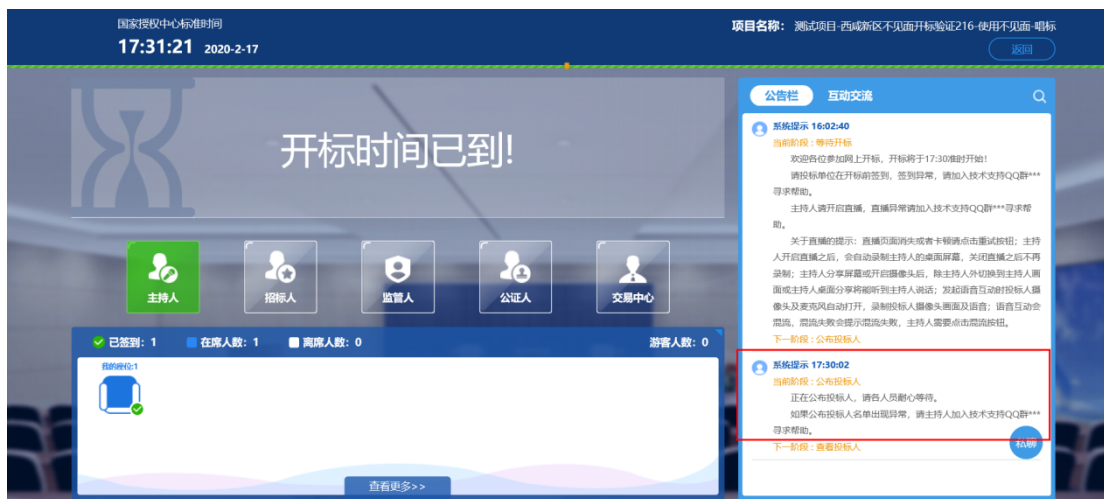 国家授权中心标准时间
17:31:21 2020-2-17
项目名称： 测试项目-西咸新区不见面开标验证216-使用不见面-唱标
返回
开标时间已到!
主持人
招标人
监管人
公证人
交易中心
已签到：1 在席人数：1 离席人数：0 游客人数：0
我的座位:1
查看更多>>
公告栏 互动交流
系统提示 16:02:40
当前阶段 : 等待开标
欢迎各位参加网上开标，开标将于17:30准时开始!
请投标单位在开标前签到，签到异常，请加入技术支持QQ群***
寻求帮助。
主持人请开启直播，直播异常请加入技术支持QQ群***寻求帮
助。
关于直播的提示：直播页面消失或者卡顿请点击重试按钮；主持
人开启直播之后，会自动录制主持人的桌面屏幕，关闭直播之后不再
录制；主持人分享屏幕或开启摄像头后，除主持人外切换到主持人画
面或主持人桌面分享将能听到主持人说话；发起语音互动时投标人摄
像头及麦克风自动打开，录制投标人摄像头画面及语音；语音互动会
混流，混流失败会提示混流失败，主持人需要点击混流按钮。
下一阶段 : 公布投标人
系统提示 17:30:02
当前阶段 : 公布投标人
正在公布投标人，请各人员耐心等待。
如果公布投标人名单出现异常，请主持人加入技术支持QQ群***
寻求帮助。
下一阶段 : 查看投标人
私聊